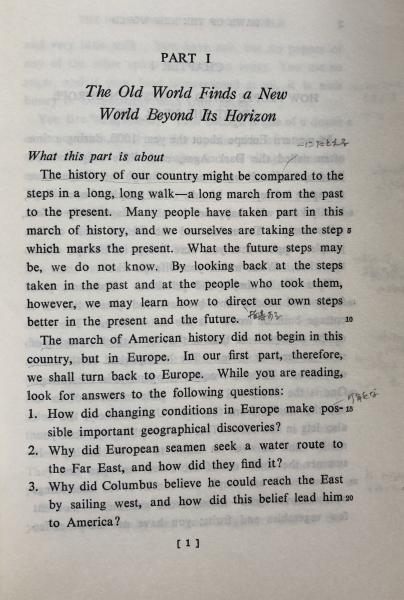 PART I
The Old World Finds a New
World Beyond Its Horizon
What this part is about
The history of our country might be compared to the
steps in a long, long walk—a long march from the past
to the present. Many people have taken part in this
march of history, and we ourselves are taking the step 5
which marks the present. What the future steps may
be, we do not know. By looking back at the steps
taken in the past and at the people who took them,
however, we may learn how to direct our own steps
better in the present and the future. 10
The march of American history did not begin in this
country, but in Europe. In our first part, therefore,
we shall turn back to Europe. While you are reading,
look for answers to the following questions:
1. How did changing conditions in Europe make pos- 15
sible important geographical discoveries?
2. Why did European seamen seek a water route to
the Far East, and how did they find it?
3. Why did Columbus believe he could reach the East
by sailing west, and how did this belief lead him 20
to America?
[ 1 ]